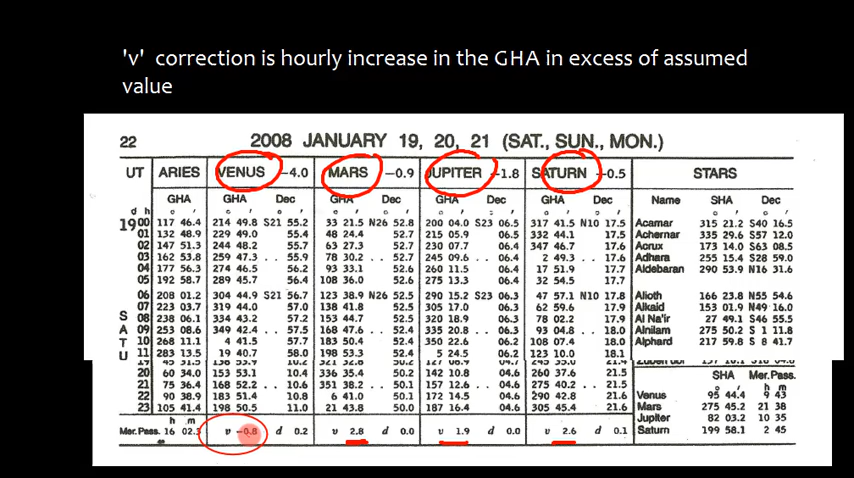 'v' correction is hourly increase in the GHA in excess of assumed
value
22 2008 JANUARY 19, 20, 21 (SAT., SUN., MON.)
UT ARIES VENUS −4.0 MARS −0.9 JUPITER −1.8 SATURN +0.5 STARS
GHA GHA Dec GHA Dec GHA Dec GHA Dec Name SHA Dec
d h ° ' ° ' ° ' ° ' ° ' ° ' ° ' ° ' ° ' ° ' ° '
19 00 117 46.4 214 49.8 S21 55.2 33 21.5 N26 52.8 200 04.0 S23 06.5 317 41.5 N10 17.5 Acamar 315 21.2 S40 16.5
01 132 48.9 229 49.0 55.4 48 24.4 52.7 215 05.9 06.5 332 44.1 17.5 Achernar 335 29.6 S57 12.0
02 147 51.3 244 48.2 55.7 63 27.3 52.7 230 07.7 06.4 346 46.7 17.6 Acrux 173 14.0 S63 08.5
03 162 53.8 259 47.3 . . 55.9 78 30.2 . . 52.7 245 09.6 . . 06.4 2 49.3 . . 17.6 Adhara 255 15.4 S28 59.0
04 177 56.3 274 46.5 56.2 93 33.1 52.6 260 11.5 06.4 17 51.9 17.7 Aldebaran 290 53.9 N16 31.6
05 192 58.7 289 45.7 56.4 108 36.0 52.6 275 13.3 06.4 32 54.5 17.7
06 208 01.2 304 44.9 S21 56.7 123 38.9 N26 52.5 290 15.2 S23 06.3 47 57.1 N10 17.8 Alioth 166 23.8 N55 54.6
07 223 03.7 319 44.0 57.0 138 41.8 52.5 305 17.0 06.3 62 59.6 17.9 Alkaid 153 01.9 N49 16.0
S 08 238 06.1 334 43.2 57.2 153 44.7 52.5 320 18.9 06.3 78 02.2 17.9 Al Na'ir 27 49.1 S46 55.5
A 09 253 08.6 349 42.4 . . 57.5 168 47.6 . . 52.4 335 20.8 . . 06.3 93 04.8 . . 18.0 Alnilam 275 50.2 S 1 11.8
T 10 268 11.1 4 41.5 57.7 183 50.4 52.4 350 22.6 06.2 108 07.4 18.0 Alphard 217 59.8 S 8 41.7
U 11 283 13.5 19 40.7 58.0 198 53.3 52.4 5 24.5 06.2 123 10.0 18.1
20 60 34.0 153 53.1 10.4 336 35.4 50.2 142 10.8 04.6 260 37.6 21.5 SHA Mer.Pass.
21 75 36.4 168 52.2 . . 10.6 351 38.2 . . 50.1 157 12.6 . . 04.6 275 40.2 . . 21.5 ° ' h m
22 90 38.9 183 51.4 10.8 6 41.0 50.1 172 14.5 04.6 290 42.8 21.6 Venus 95 44.4 9 43
23 105 41.4 198 50.5 11.0 21 43.8 50.0 187 16.4 04.6 305 45.4 21.6 Mars 275 45.2 21 38
h m Jupiter 82 03.2 10 35
Mer.Pass. 16 02.3 v −0.8 d 0.2 v 2.8 d 0.0 v 1.9 d 0.0 v 2.6 d 0.1 Saturn 199 58.1 2 45